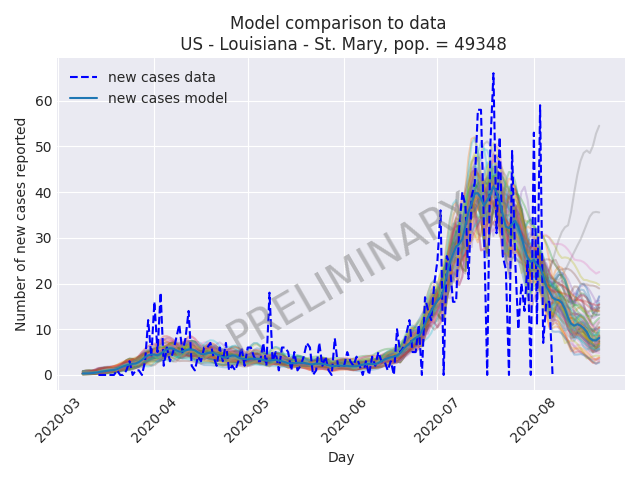 Model comparison to data
US - Louisiana - St. Mary, pop. = 49348
new cases data
new cases model
Number of new cases reported
60
50
40
30
20
10
0
PRELIMINARY
2020-03
2020-04
2020-05
2020-06
2020-07
2020-08
Day